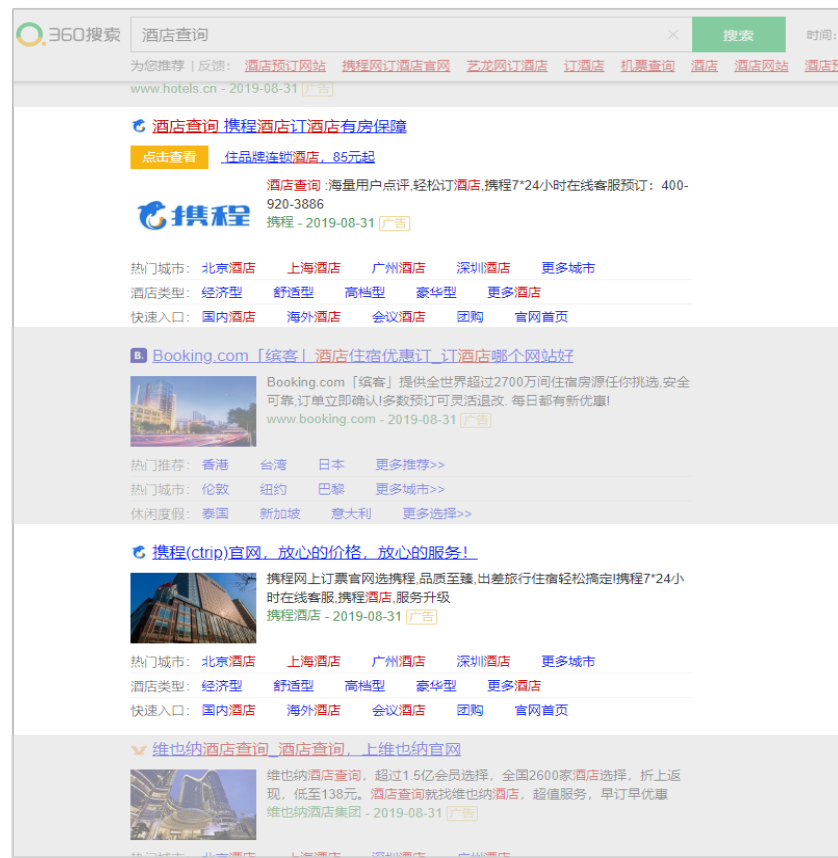 360搜索
酒店查询
×
搜索
时间:
为您推荐 | 反馈: 酒店预订网站 携程网订酒店官网 艺龙网订酒店 订酒店 机票查询 酒店 酒店网站 酒店
www.hotels.cn - 2019-08-31 广告
酒店查询 携程酒店订酒店有房保障
点击查看 住品牌连锁酒店，85元起
酒店查询 :海量用户点评,轻松订酒店,携程7*24小时在线客服预订：400-
920-3886
携程
携程 - 2019-08-31 广告
热门城市: 北京酒店 上海酒店 广州酒店 深圳酒店 更多城市
酒店类型: 经济型 舒适型 高档型 豪华型 更多酒店
快速入口: 国内酒店 海外酒店 会议酒店 团购 官网首页
B. Booking.com「缤客」酒店住宿优惠订_订酒店哪个网站好
Booking.com「缤客」提供全世界超过2700万间住宿房源任你挑选,安全
可靠,订单立即确认!多数预订可灵活退改. 每日都有新优惠!
www.booking.com - 2019-08-31 广告
热门推荐: 香港 台湾 日本 更多推荐>>
热门城市: 伦敦 纽约 巴黎 更多城市>>
休闲度假: 泰国 新加坡 意大利 更多选择>>
携程(ctrip)官网，放心的价格，放心的服务！
携程网上订票官网选携程,品质至臻,出差旅行住宿轻松搞定!携程7*24小
时在线客服,携程酒店,服务升级
携程酒店 - 2019-08-31 广告
热门城市: 北京酒店 上海酒店 广州酒店 深圳酒店 更多城市
酒店类型: 经济型 舒适型 高档型 豪华型 更多酒店
快速入口: 国内酒店 海外酒店 会议酒店 团购 官网首页
维也纳酒店查询_酒店查询，上维也纳官网
维也纳酒店查询，超过1.5亿会员选择，全国2600家酒店选择，折上返
现，低至138元。酒店查询就找维也纳酒店，超值服务，早订早优惠
维也纳酒店集团 - 2019-08-31 广告
热门城市: 北京酒店 上海酒店 深圳酒店 广州酒店